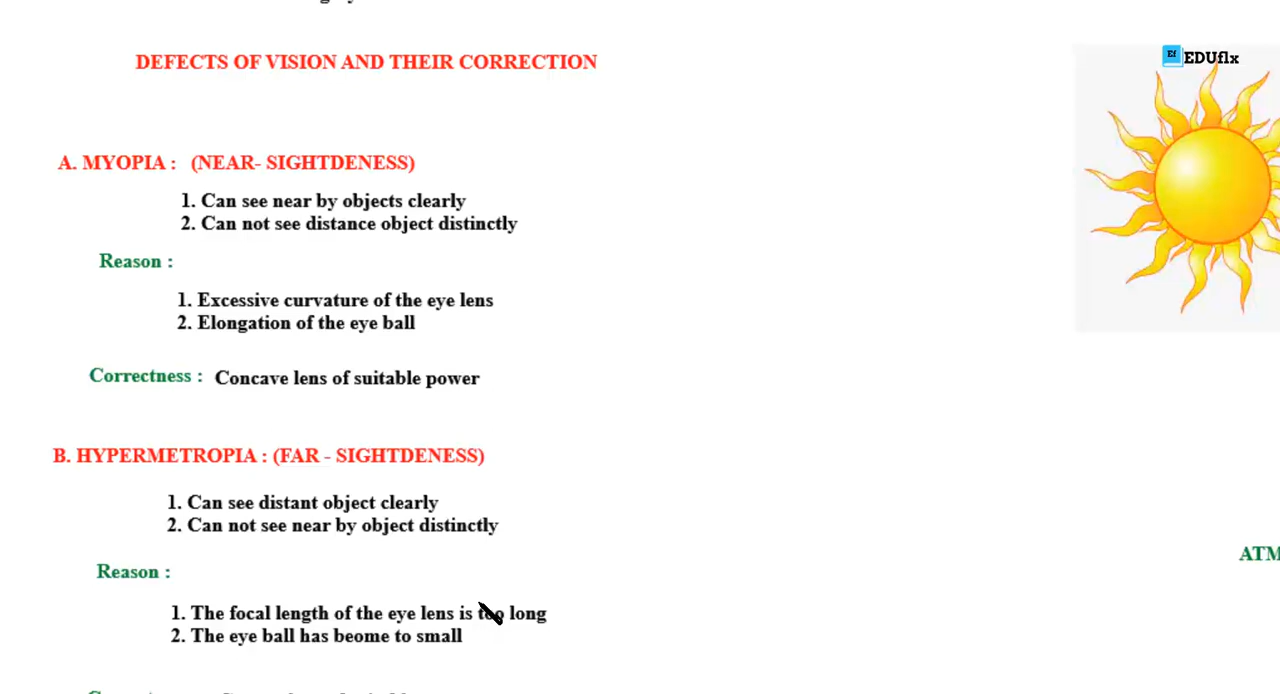 DEFECTS OF VISION AND THEIR CORRECTION
Ef EDUflx
A. MYOPIA : (NEAR- SIGHTDENESS)
1. Can see near by objects clearly
2. Can not see distance object distinctly
Reason :
1. Excessive curvature of the eye lens
2. Elongation of the eye ball
Correctness : Concave lens of suitable power
B. HYPERMETROPIA : (FAR - SIGHTDENESS)
1. Can see distant object clearly
2. Can not see near by object distinctly
ATM
Reason :
1. The focal length of the eye lens is too long
2. The eye ball has beome to small